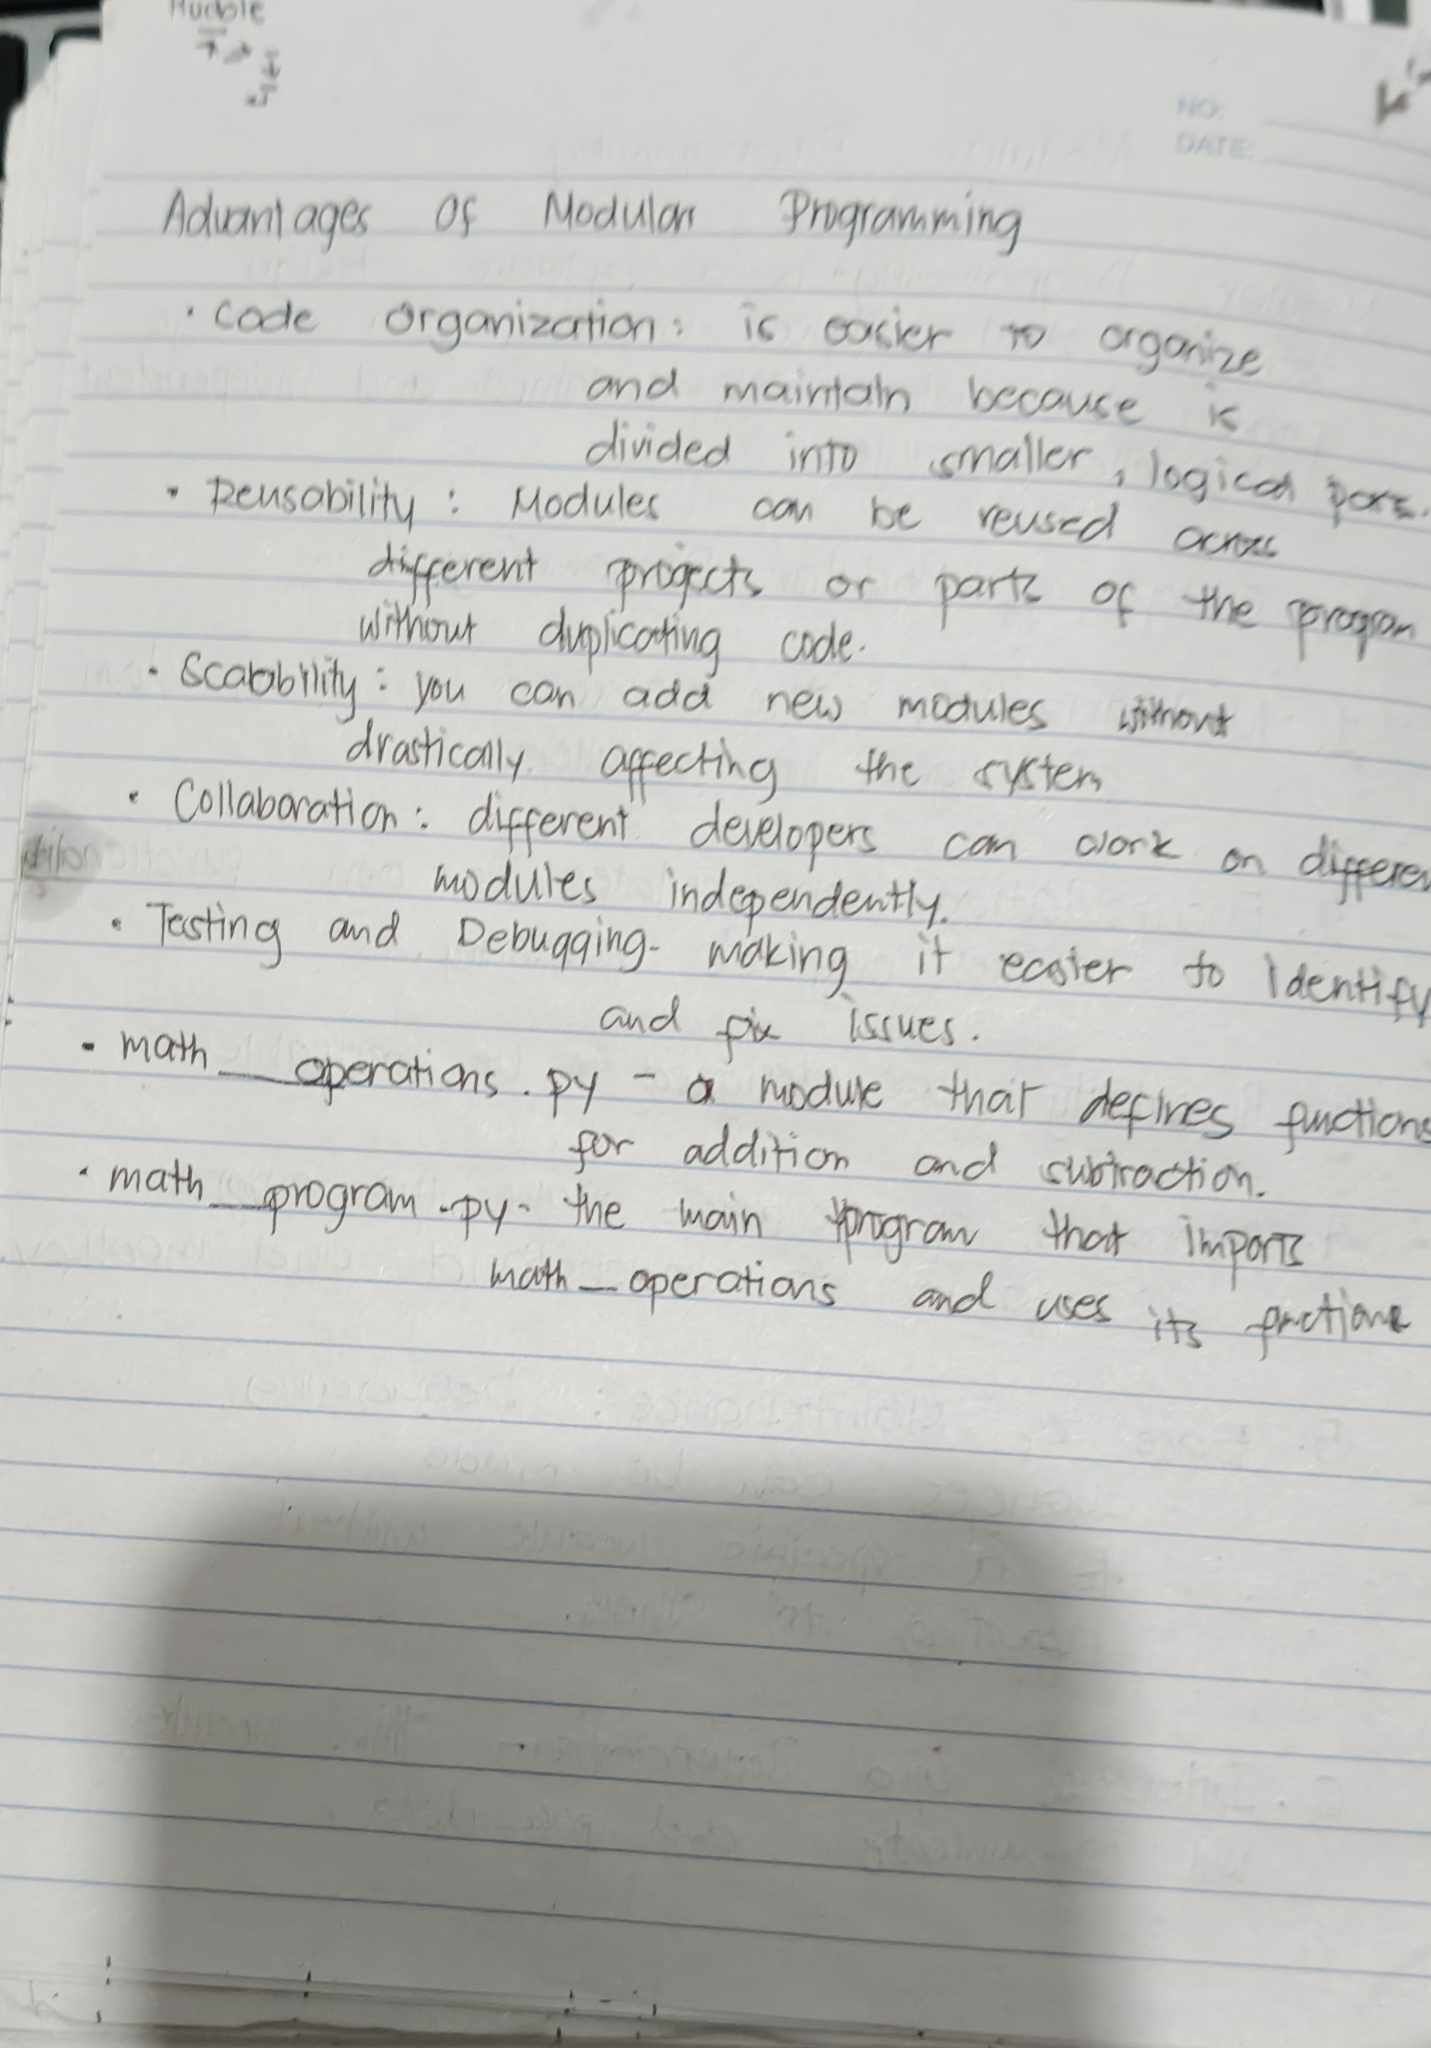 NO:
DATE:
Advantages Of Modular Programming
• Code Organization: is easier to organize
and maintain because is
divided into smaller, logical
• Reusability: Modules can be reused across
different projects or parts of the program
without duplicating code.
• Scalability: you can add new modules without
drastically affecting the system
• Collaboration: different developers can work on differen
modules independently.
• Testing and Debugging- making it easier to Identify
and fix issues.
- math_operations.py - a module that defines functions
for addition and subtraction.
• math_program.py- the main program that imports
math_operations and uses its functions